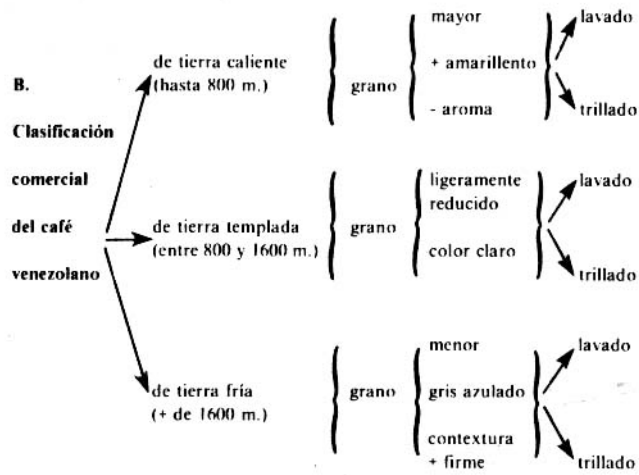 B.
Clasificación
comercial
del café
venezolano
de tierra caliente
(hasta 800 m.)
grano
mayor
+ amarillento
- aroma
lavado
trillado
de tierra templada
(entre 800 y 1600 m.)
grano
ligeramente
reducido
color claro
lavado
trillado
de tierra fría
(+ de 1600 m.)
grano
menor
gris azulado
contextura
+ firme
lavado
trillado